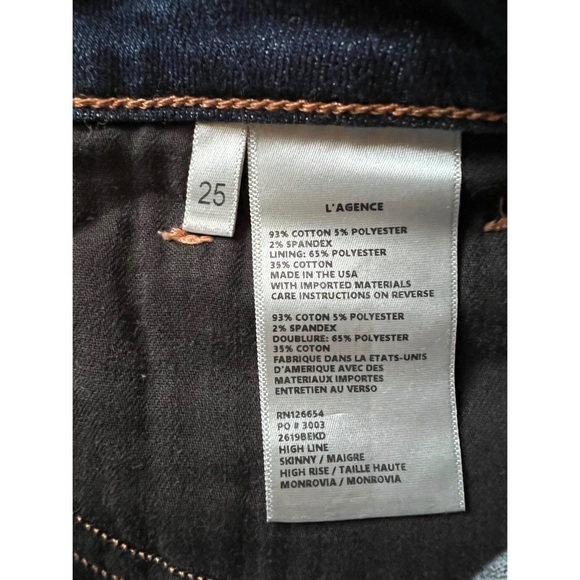 25
L'AGENCE
93% COTTON 5% POLYESTER
2% SPANDEX
LINING: 65% POLYESTER
35% COTTON
MADE IN THE USA
WITH IMPORTED MATERIALS
CARE INSTRUCTIONS ON REVERSE
93% COTTON 5% POLYESTER
2% SPANDEX
DOUBLURE: 65% POLYESTER
35% COTON
FABRIQUE DANS LA ETATS-UNIS
D'AMERIQUE AVEC DES
MATERIAUX IMPORTES
ENTRETIEN AU VERSO
RN126654
PO # 3003
2619BEKD
HIGH LINE
SKINNY / MAIGRE
HIGH RISE / TAILLE HAUTE
MONROVIA / MONROVIA